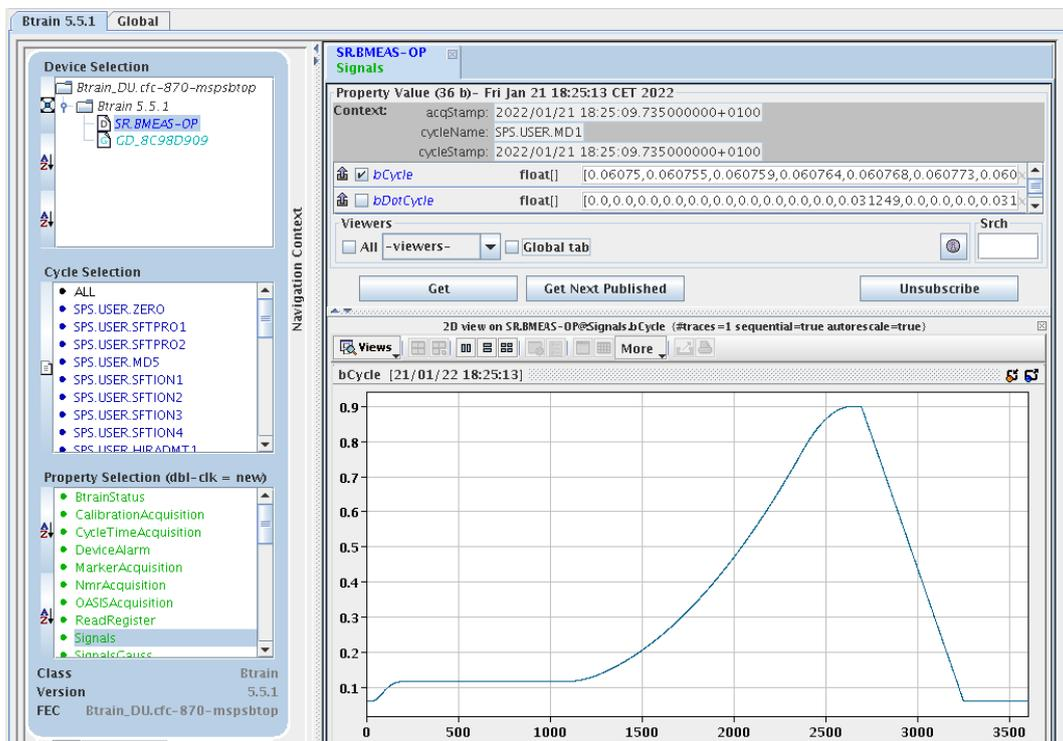 Btrain 5.5.1
Global
Device Selection
Btrain_DU.cfc-870-mspsbtop
Btrain 5.5.1
SR.BMEAS-OP
GD_8C98D909
Cycle Selection
ALL
SPS.USER.ZERO
SPS.USER.SFTPRO1
SPS.USER.SFTPRO2
SPS.USER.MD5
SPS.USER.SFTION1
SPS.USER.SFTION2
SPS.USER.SFTION3
SPS.USER.SFTION4
SPS.USER.HIRADMT1
Property Selection (dbl-clk = new)
BtrainStatus
CalibrationAcquisition
CycleTimeAcquisition
DeviceAlarm
MarkerAcquisition
NmrAcquisition
OASISAcquisition
ReadRegister
Signals
SignalsGauss
Class Btrain
Version 5.5.1
FEC Btrain_DU.cfc-870-mspsbtop
Navigation Context
SR.BMEAS-OP
Signals
Property Value (36 b)- Fri Jan 21 18:25:13 CET 2022
Context: acqStamp: 2022/01/21 18:25:09.735000000+0100
cycleName: SPS.USER.MD1
cycleStamp: 2022/01/21 18:25:09.735000000+0100
bCycle float[] [0.06075,0.060755,0.060759,0.060764,0.060768,0.060773,0.060
bDotCycle float[] [0.0,0.0,0.0,0.0,0.0,0.0,0.0,0.0,0.0,0.0,0.031249,0.0,0.0,0.0,0.031
Viewers
All -viewers- Global tab
Srch
Get
Get Next Published
Unsubscribe
2D view on SR.BMEAS-OP@Signals.bCycle (#traces=1 sequential=true autorescale=true)
Views
More
bCycle [21/01/22 18:25:13]
0.9
0.8
0.7
0.6
0.5
0.4
0.3
0.2
0.1
0 500 1000 1500 2000 2500 3000 3500